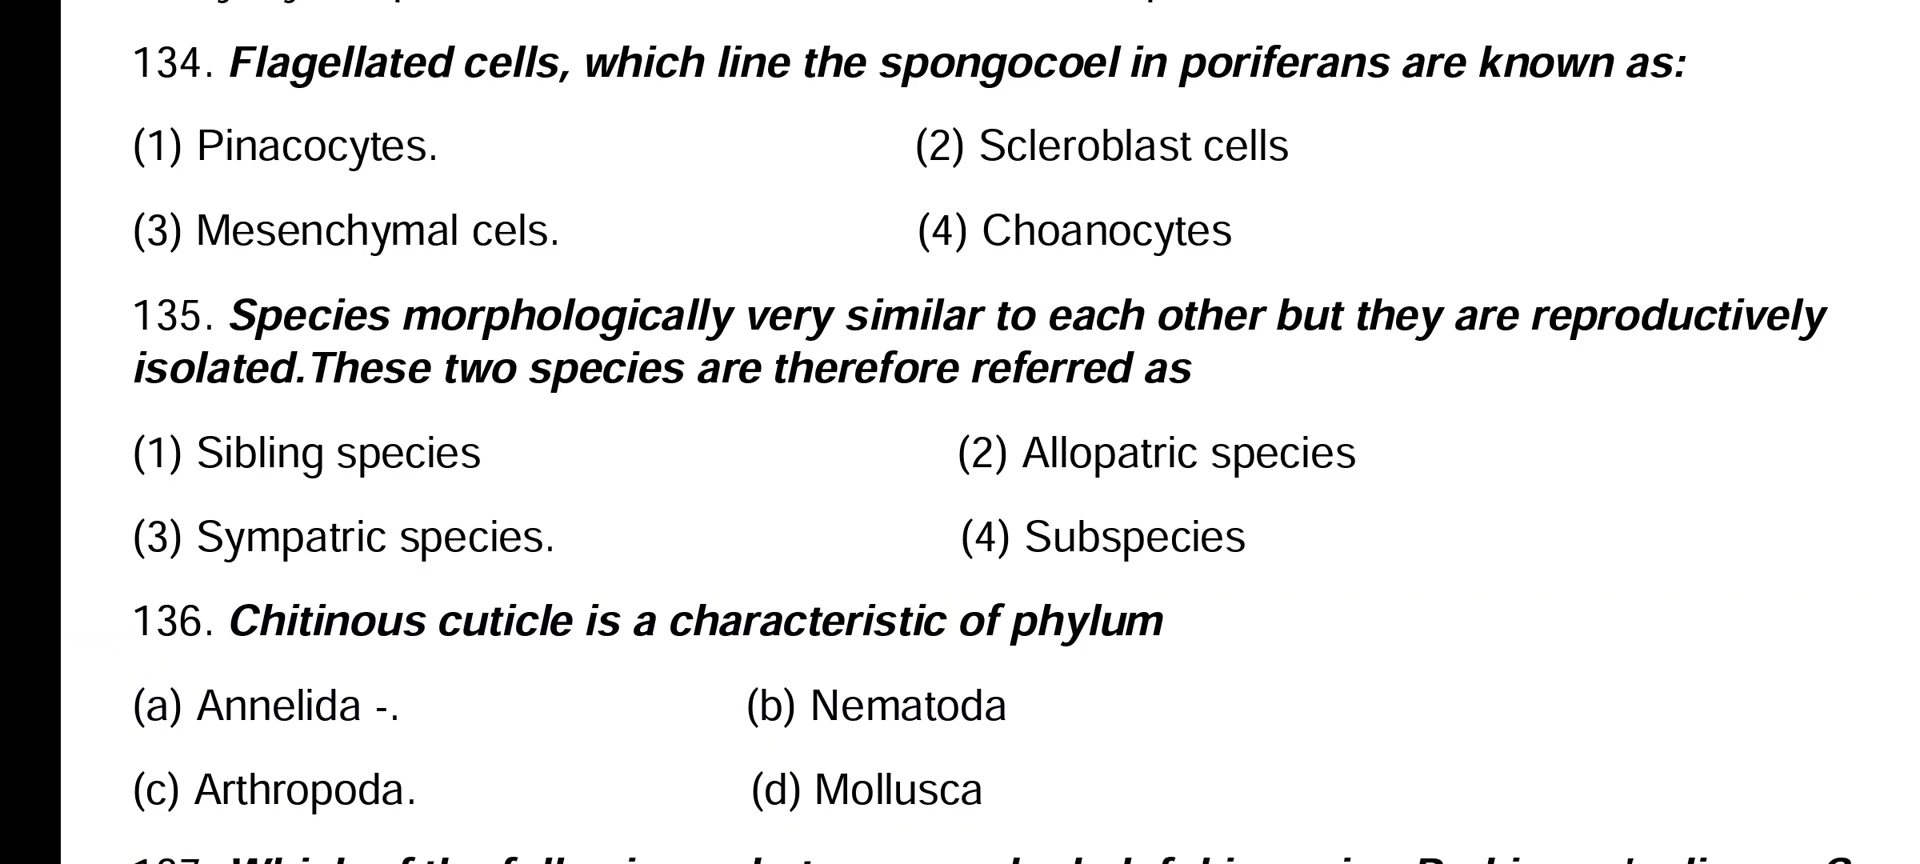 134. Flagellated cells, which line the spongocoel in poriferans are known as:
(1) Pinacocytes. (2) Scleroblast cells
(3) Mesenchymal cels. (4) Choanocytes
135. Species morphologically very similar to each other but they are reproductively
isolated.These two species are therefore referred as
(1) Sibling species (2) Allopatric species
(3) Sympatric species. (4) Subspecies
136. Chitinous cuticle is a characteristic of phylum
(a) Annelida -. (b) Nematoda
(c) Arthropoda. (d) Mollusca